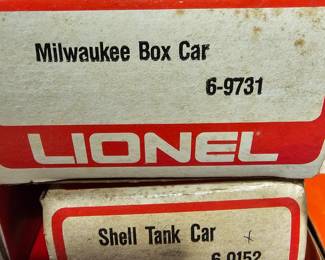 Milwaukee Box Car
6-9731
LIONEL
Shell Tank Car